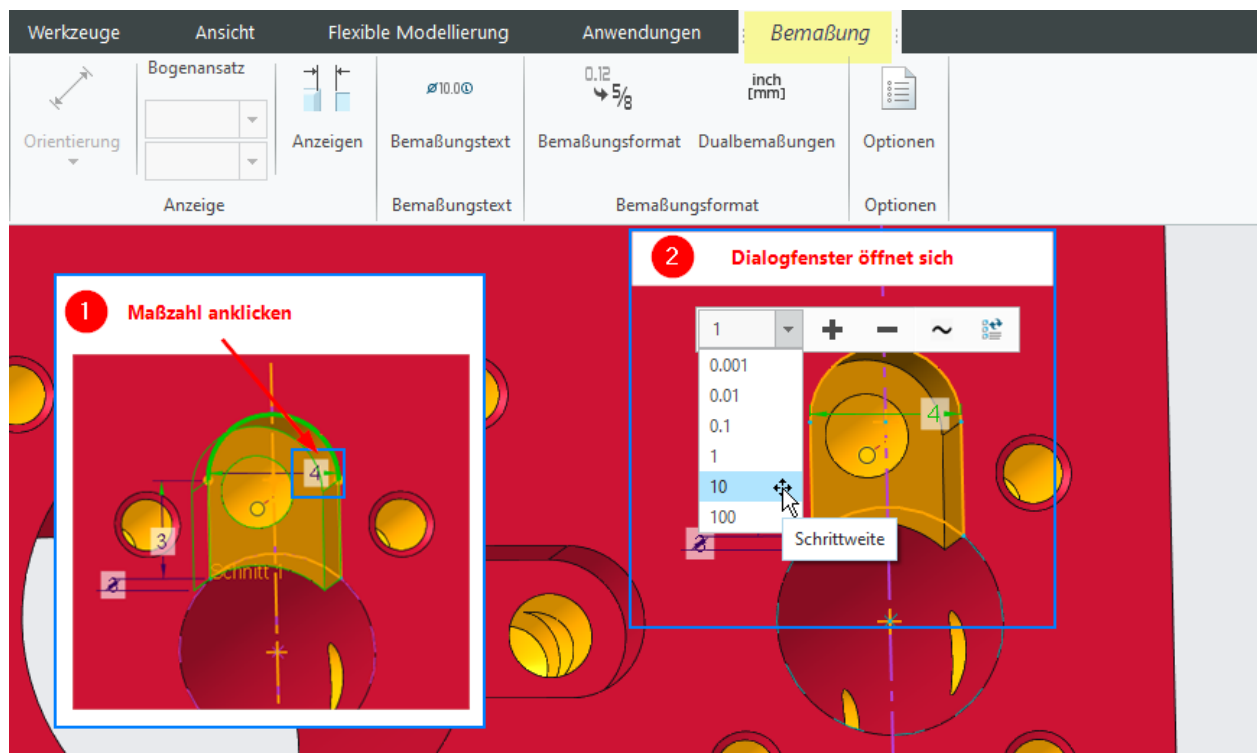 Werkzeuge Ansicht Flexible Modellierung Anwendungen Bemaßung
Bogenansatz
Orientierung
Anzeigen
ø10.0
Bemaßungstext
0.12
5/8
Bemaßungsformat
inch
[mm]
Dualbemaßungen
Optionen
Anzeige Bemaßungstext Bemaßungsformat Optionen
1 Maßzahl anklicken
4
3
Schnitt 1
2 Dialogfenster öffnet sich
1
0.001
0.01
0.1
1
10
100
4
Schrittweite